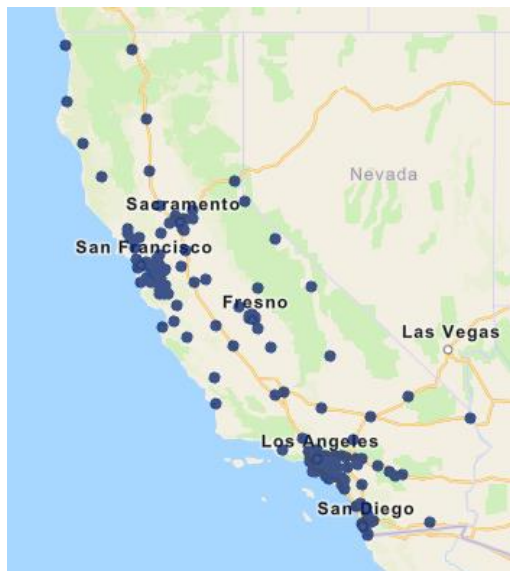 Nevada
Sacramento
San Francisco
Fresno
Las Vegas
Los Angeles
San Diego